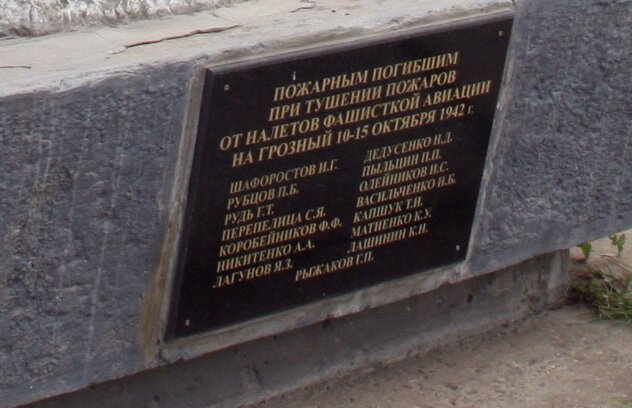 ПОЖАРНЫМ ПОГИБШИМ
ПРИ ТУШЕНИИ ПОЖАРОВ
ОТ НАЛЕТОВ ФАШИСТКОЙ АВИАЦИИ
НА ГРОЗНЫЙ 10-15 ОКТЯБРЯ 1942 г.
ШАФОРОСТОВ И.Г.
РУБЦОВ П.Б.
РУДЬ Г.Т.
ПЕРЕПЕЛИЦА С.Я.
КОРОБЕЙНИКОВ Ф.Ф.
НИКИТЕНКО А.А.
ЛАГУНОВ Я.З.
ДЕДУСЕНКО Н.Д.
ПЫЛЬЦИН П.П.
ОЛЕЙНИКОВ И.С.
ВАСИЛЬЧЕНКО Н.Б.
КАПШУК Т.И.
МАТИЕНКО К.У.
ЛАШИНИН К.Н.
РЫЖАКОВ Г.П.